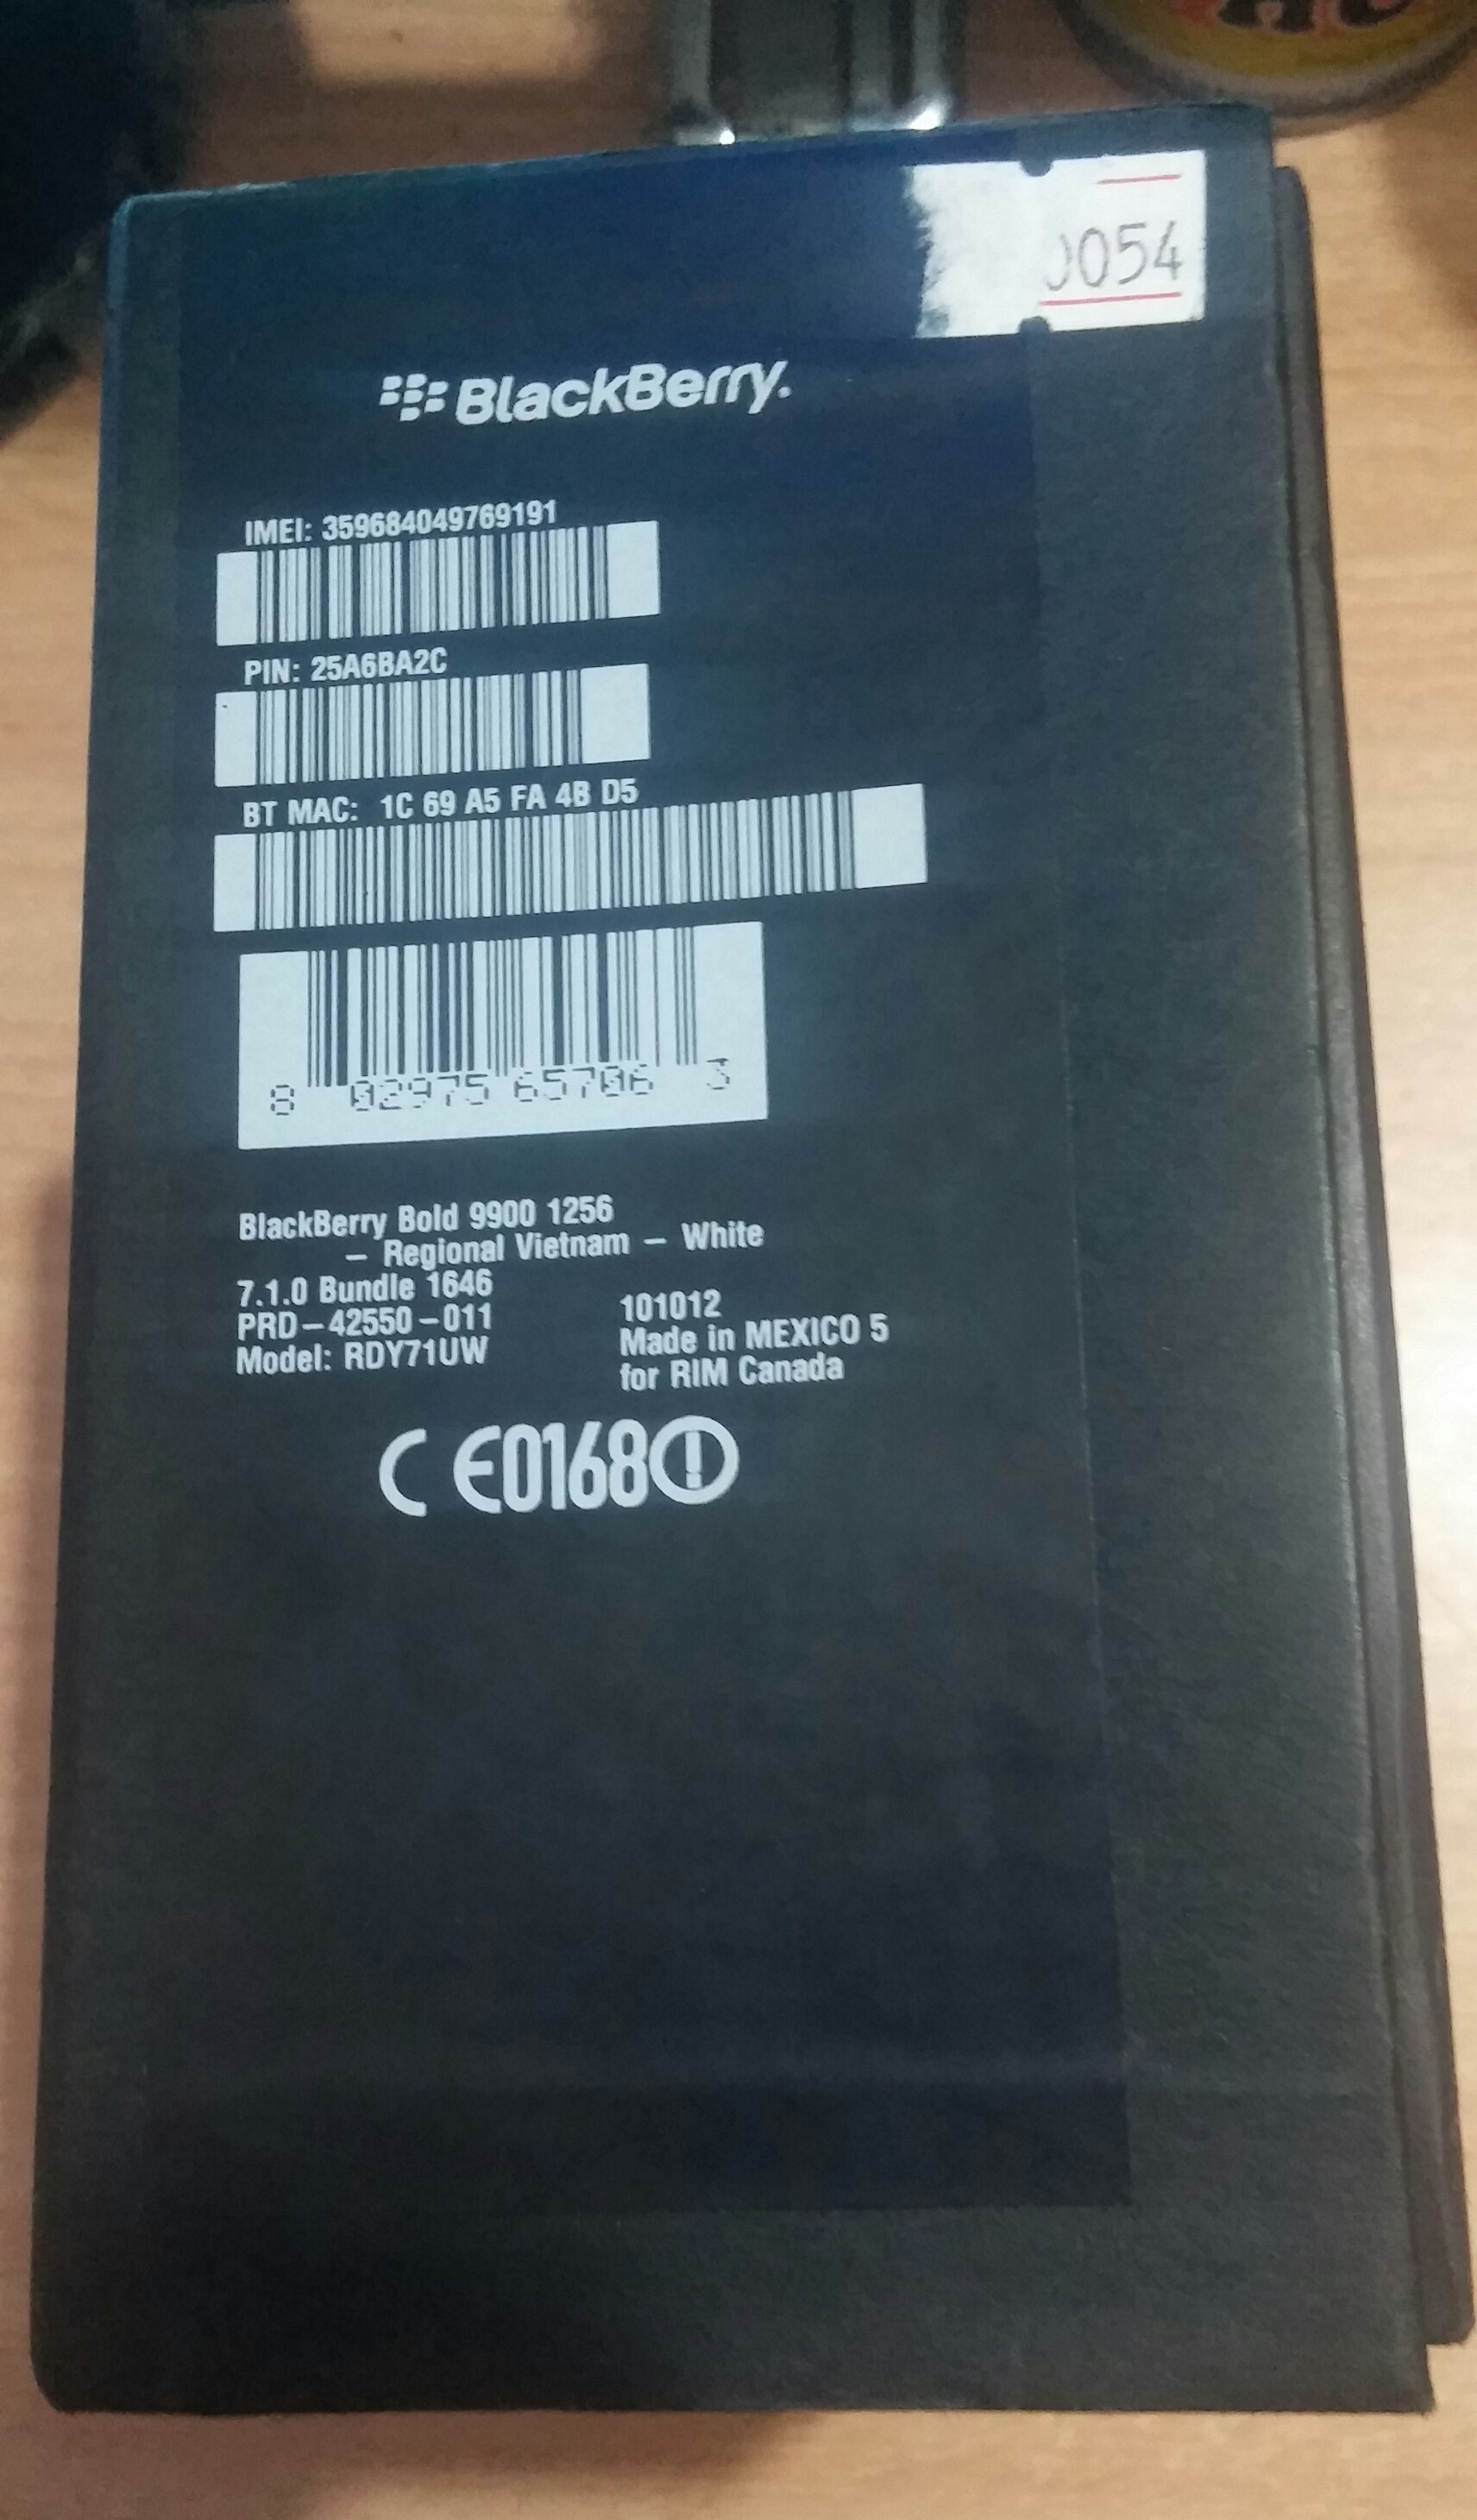 054
BlackBerry.
IMEI: 359684049769191
PIN: 25A6BA2C
BT MAC: 1C 69 A5 FA 4B D5
8 02975 65706 3
BlackBerry Bold 9900 1256
– Regional Vietnam – White
7.1.0 Bundle 1646
PRD–42550–011
Model: RDY71UW
101012
Made in MEXICO 5
for RIM Canada
CE0168